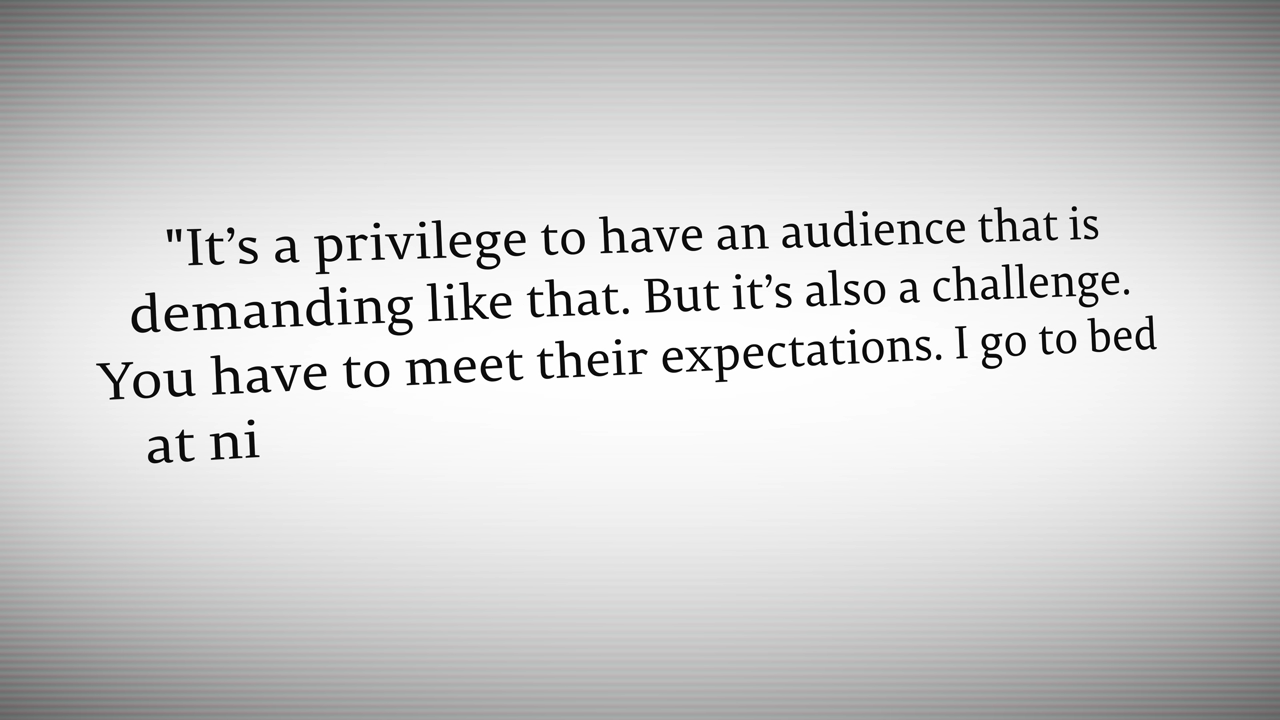 "It’s a privilege to have an audience that is
demanding like that. But it’s also a challenge.
You have to meet their expectations. I go to bed
at ni